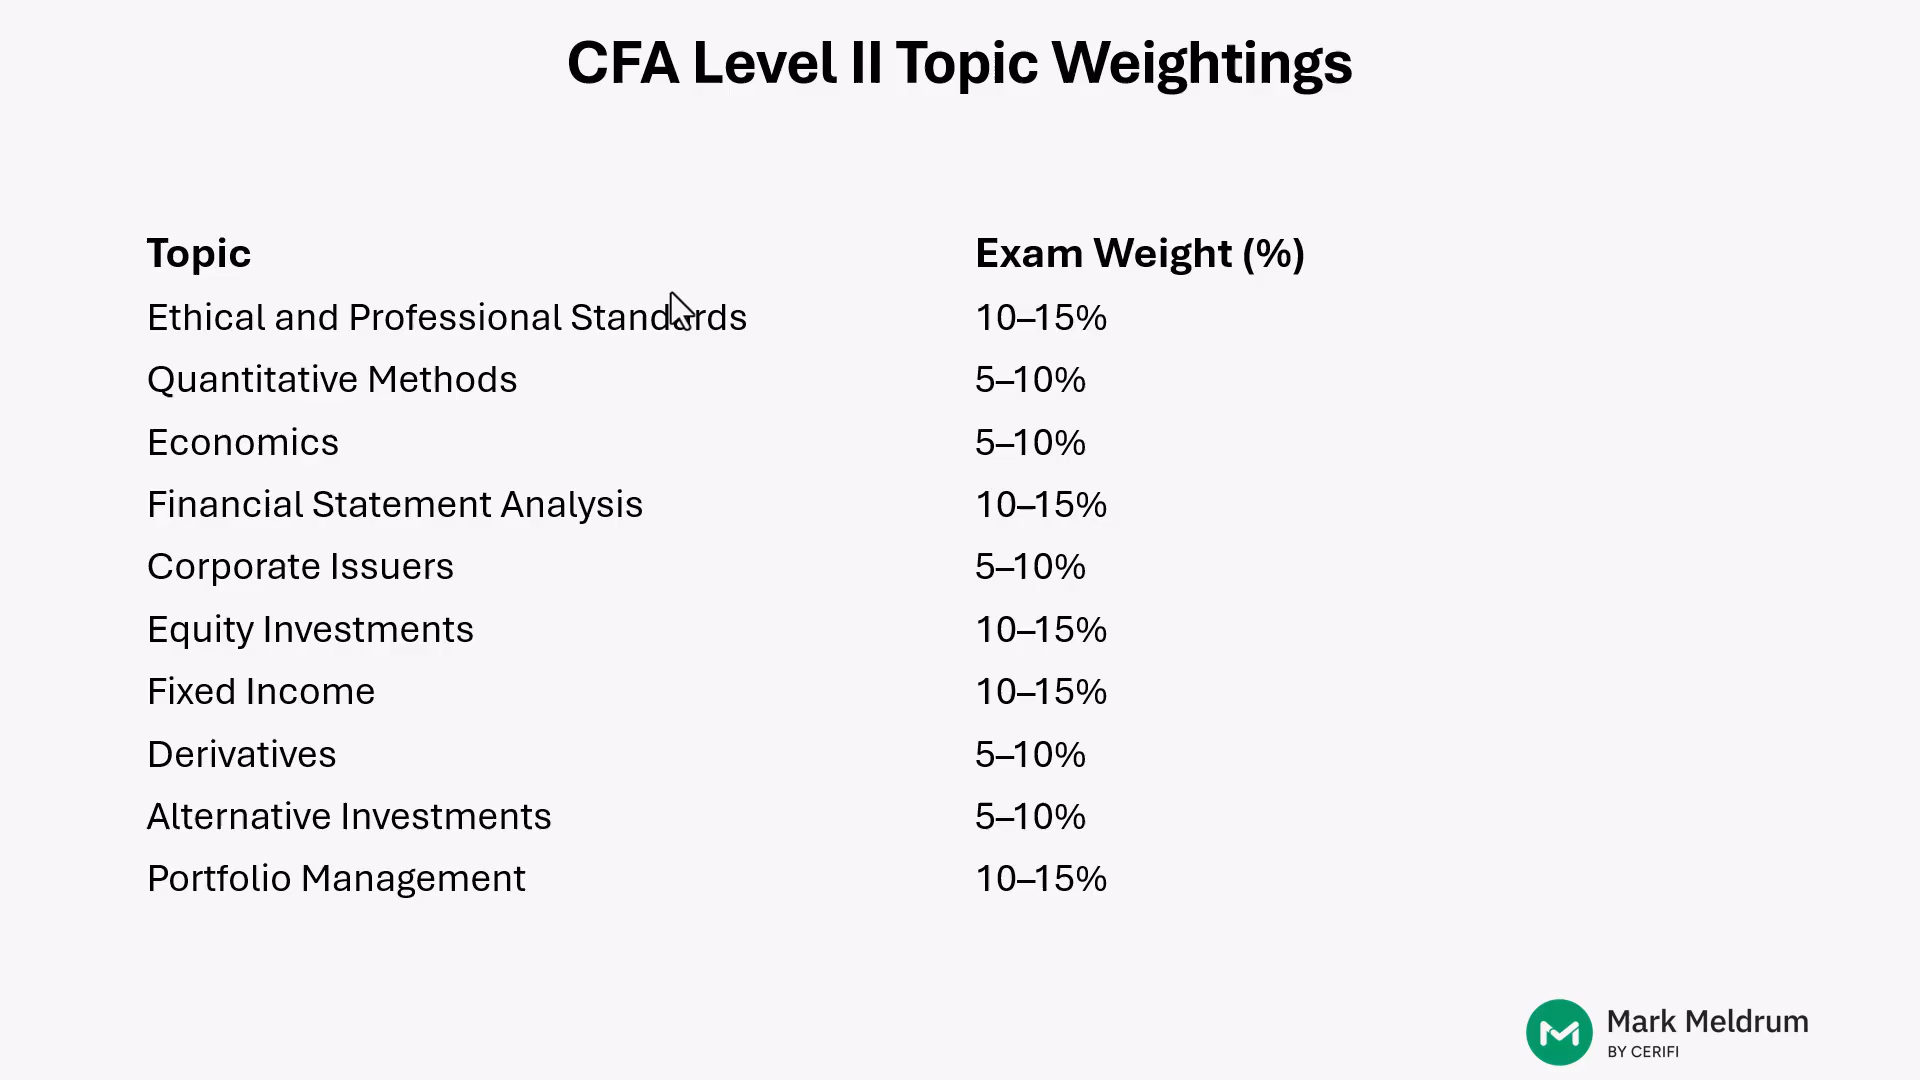 CFA Level II Topic Weightings
Topic Exam Weight (%)
Ethical and Professional Standards 10–15%
Quantitative Methods 5–10%
Economics 5–10%
Financial Statement Analysis 10–15%
Corporate Issuers 5–10%
Equity Investments 10–15%
Fixed Income 10–15%
Derivatives 5–10%
Alternative Investments 5–10%
Portfolio Management 10–15%
Mark Meldrum
BY CERIFI